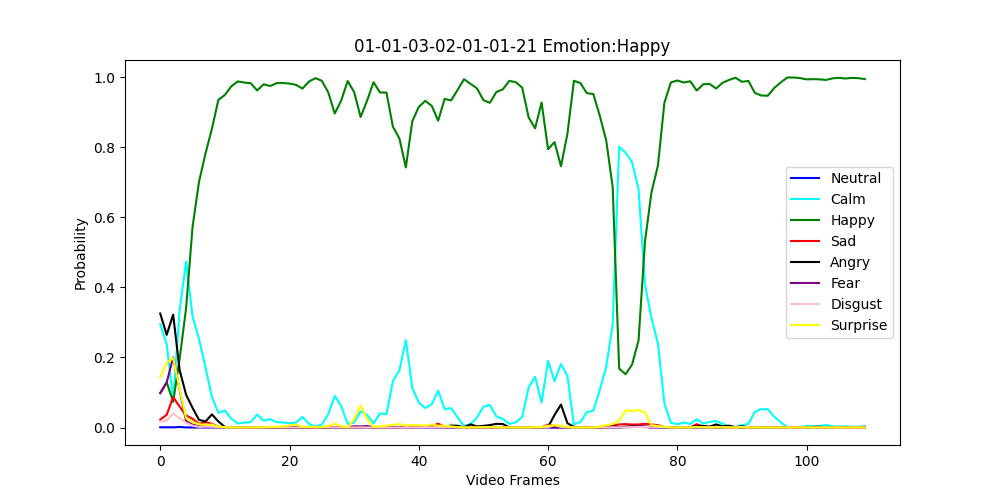 01-01-03-02-01-01-21 Emotion:Happy
1.0
0.8
0.6
0.4
0.2
0.0
Probability
0 20 40 60 80 100
Video Frames
Neutral
Calm
Happy
Sad
Angry
Fear
Disgust
Surprise